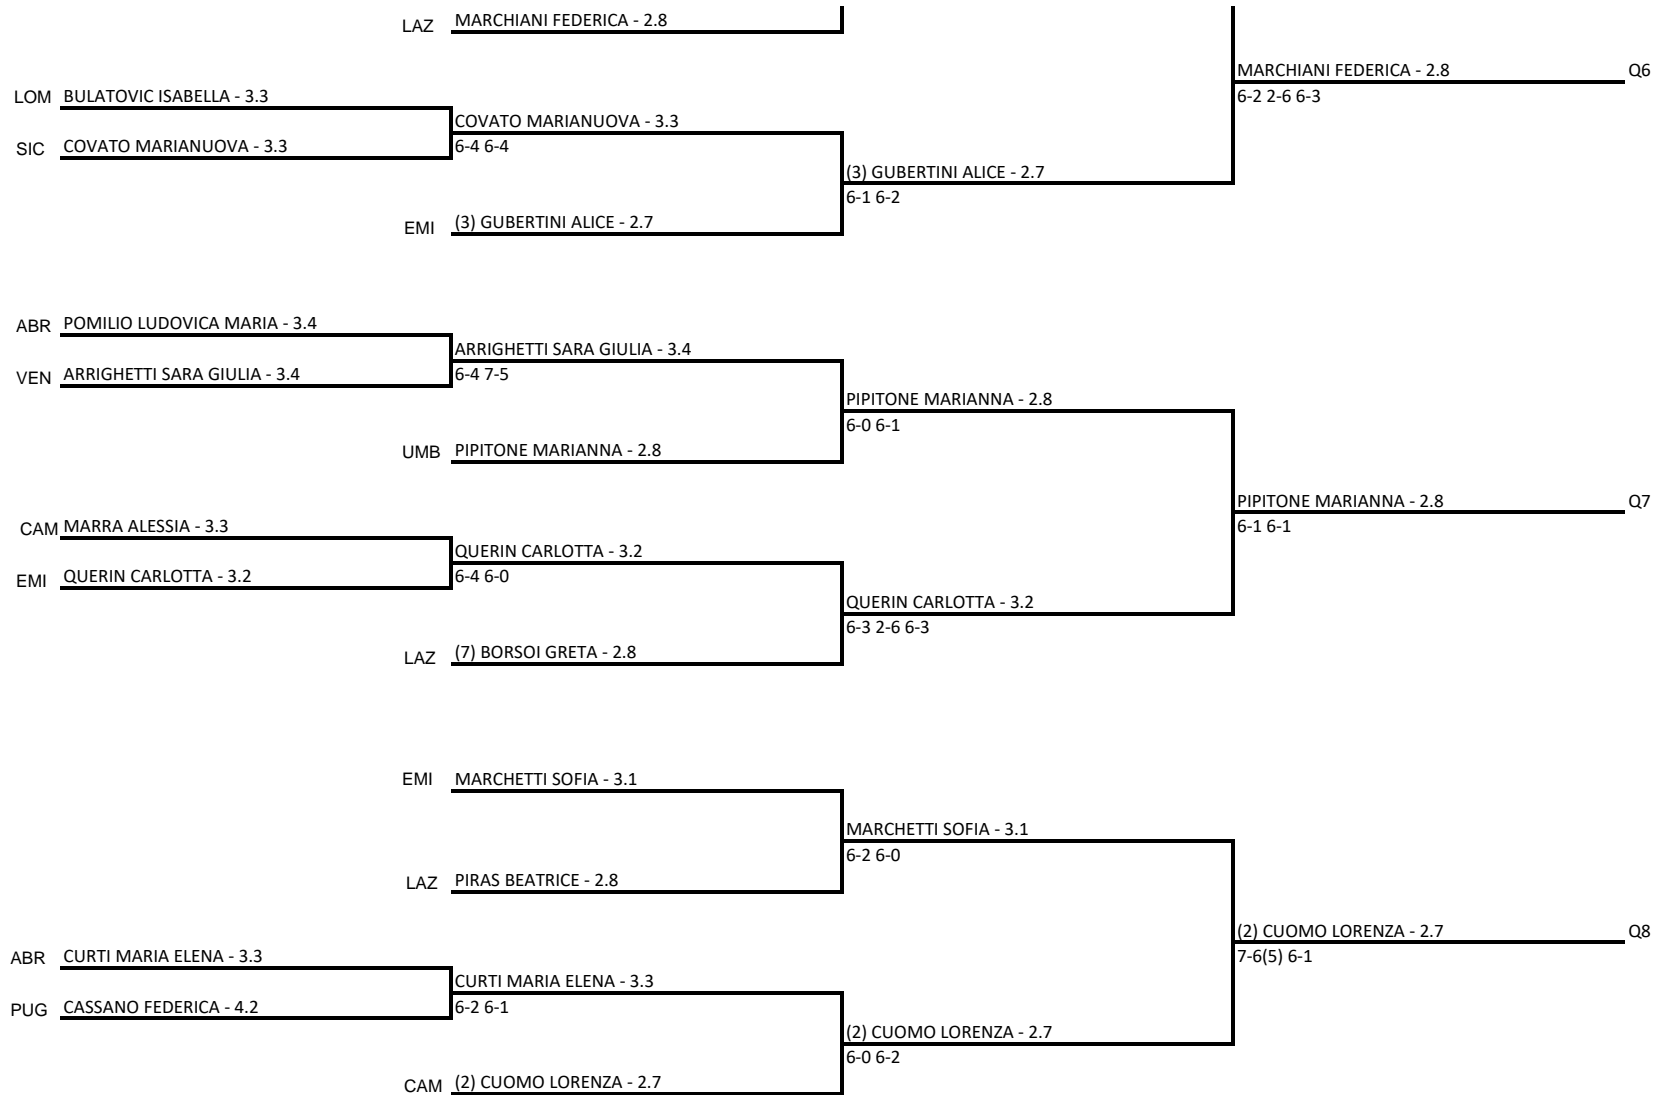 LAZ MARCHIANI FEDERICA - 2.8
MARCHIANI FEDERICA - 2.8 Q6
6-2 2-6 6-3
LOM BULATOVIC ISABELLA - 3.3
COVATO MARIANUOVA - 3.3
6-4 6-4
SIC COVATO MARIANUOVA - 3.3
(3) GUBERTINI ALICE - 2.7
6-1 6-2
EMI (3) GUBERTINI ALICE - 2.7
ABR POMILIO LUDOVICA MARIA - 3.4
ARRIGHETTI SARA GIULIA - 3.4
6-4 7-5
VEN ARRIGHETTI SARA GIULIA - 3.4
PIPITONE MARIANNA - 2.8
6-0 6-1
UMB PIPITONE MARIANNA - 2.8
PIPITONE MARIANNA - 2.8 Q7
6-1 6-1
CAM MARRA ALESSIA - 3.3
QUERIN CARLOTTA - 3.2
6-4 6-0
EMI QUERIN CARLOTTA - 3.2
QUERIN CARLOTTA - 3.2
6-3 2-6 6-3
LAZ (7) BORSOI GRETA - 2.8
EMI MARCHETTI SOFIA - 3.1
MARCHETTI SOFIA - 3.1
6-2 6-0
LAZ PIRAS BEATRICE - 2.8
(2) CUOMO LORENZA - 2.7 Q8
7-6(5) 6-1
ABR CURTI MARIA ELENA - 3.3
CURTI MARIA ELENA - 3.3
6-2 6-1
PUG CASSANO FEDERICA - 4.2
(2) CUOMO LORENZA - 2.7
6-0 6-2
CAM (2) CUOMO LORENZA - 2.7